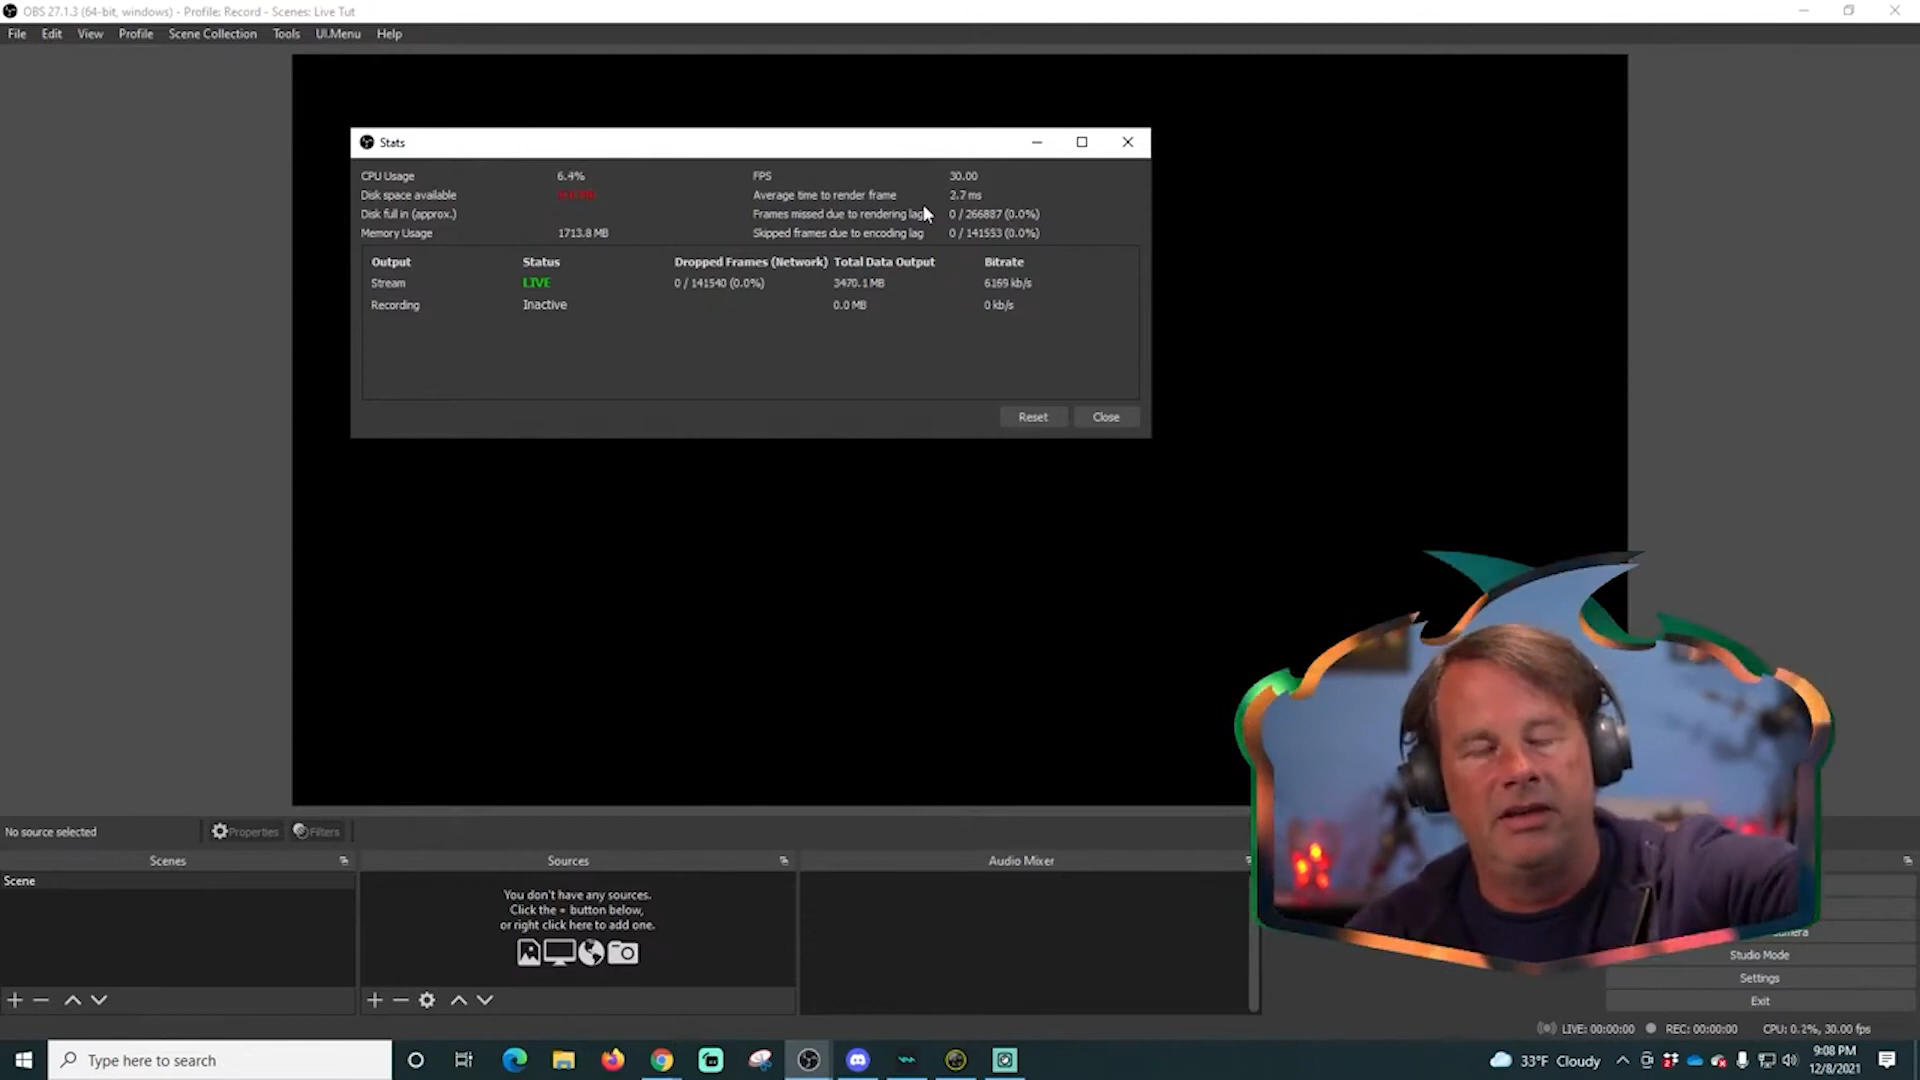 OBS 27.1.3 (64-bit, windows) - Profile: Record - Scenes: Live Tut
File Edit View Profile Scene Collection Tools UI.Menu Help
Stats
CPU Usage 6.4% FPS 30.00
Disk space available Average time to render frame 2.7 ms
Disk full in (approx.) Frames missed due to rendering lag 0 / 266887 (0.0%)
Memory Usage 1713.8 MB Skipped frames due to encoding lag 0 / 141553 (0.0%)
Output Status Dropped Frames (Network) Total Data Output Bitrate
Stream LIVE 0 / 141540 (0.0%) 3470.1 MB 6169 kb/s
Recording Inactive 0.0 MB 0 kb/s
Reset Close
No source selected Properties Filters
Scenes Sources Audio Mixer
Scene
You don't have any sources.
Click the + button below,
or right click here to add one.
Studio Mode
Settings
Exit
LIVE: 00:00:00 REC: 00:00:00 CPU: 0.2%, 30.00 fps
Type here to search
33°F Cloudy
9:08 PM
12/8/2021